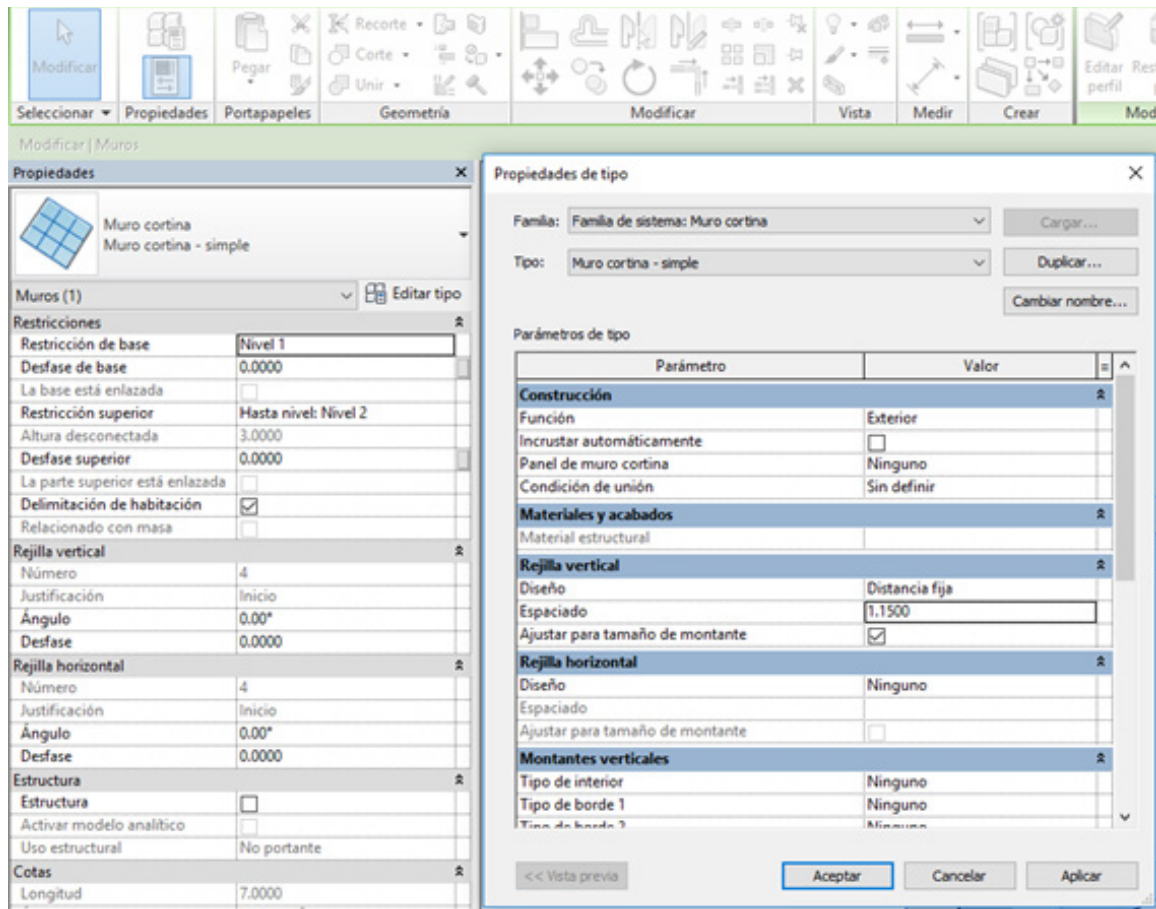 Modificar
Pegar
Recorte
Corte
Unir
Editar perfil
Seleccionar
Propiedades
Portapapeles
Geometría
Modificar
Vista
Medir
Crear
Modificar | Muros
Propiedades
Muro cortina
Muro cortina - simple
Muros (1)
Editar tipo
Restricciones
Restricción de base Nivel 1
Desfase de base 0.0000
La base está enlazada
Restricción superior Hasta nivel: Nivel 2
Altura desconectada 3.0000
Desfase superior 0.0000
La parte superior está enlazada
Delimitación de habitación
Relacionado con masa
Rejilla vertical
Número 4
Justificación Inicio
Ángulo 0.00°
Desfase 0.0000
Rejilla horizontal
Número 4
Justificación Inicio
Ángulo 0.00°
Desfase 0.0000
Estructura
Estructura
Activar modelo analítico
Uso estructural No portante
Cotas
Longitud 7.0000
Propiedades de tipo
Familia: Familia de sistema: Muro cortina Cargar...
Tipo: Muro cortina - simple Duplicar...
Cambiar nombre...
Parámetros de tipo
Parámetro Valor =
Construcción
Función Exterior
Incrustar automáticamente
Panel de muro cortina Ninguno
Condición de unión Sin definir
Materiales y acabados
Material estructural
Rejilla vertical
Diseño Distancia fija
Espaciado 1.1500
Ajustar para tamaño de montante
Rejilla horizontal
Diseño Ninguno
Espaciado
Ajustar para tamaño de montante
Montantes verticales
Tipo de interior Ninguno
Tipo de borde 1 Ninguno
Tipo de borde 2 Ninguno
<< Vista previa Aceptar Cancelar Aplicar